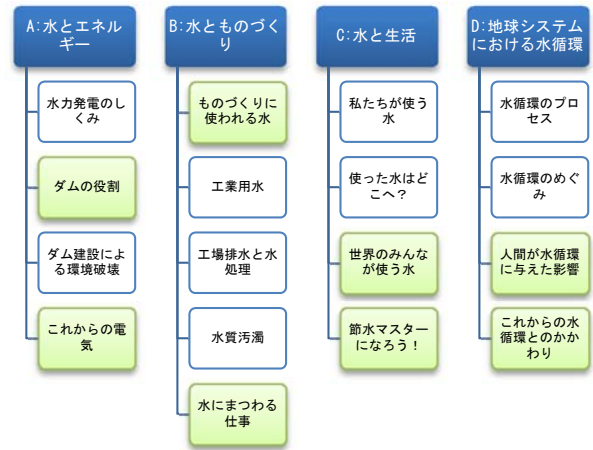 A:水とエネル
ギー
水力発電のし
くみ
ダムの役割
ダム建設によ
る環境破壊
これからの電
気
B:水とものづく
り
ものづくりに
使われる水
工業用水
工場排水と水
処理
水質汚濁
水にまつわる
仕事
C:水と生活
私たちが使う
水
使った水はど
こへ？
世界のみんな
が使う水
節水マスター
になろう！
D:地球システム
における水循環
水循環のプロ
セス
水循環のめぐ
み
人間が水循環
に与えた影響
これからの水
循環とのかか
わり